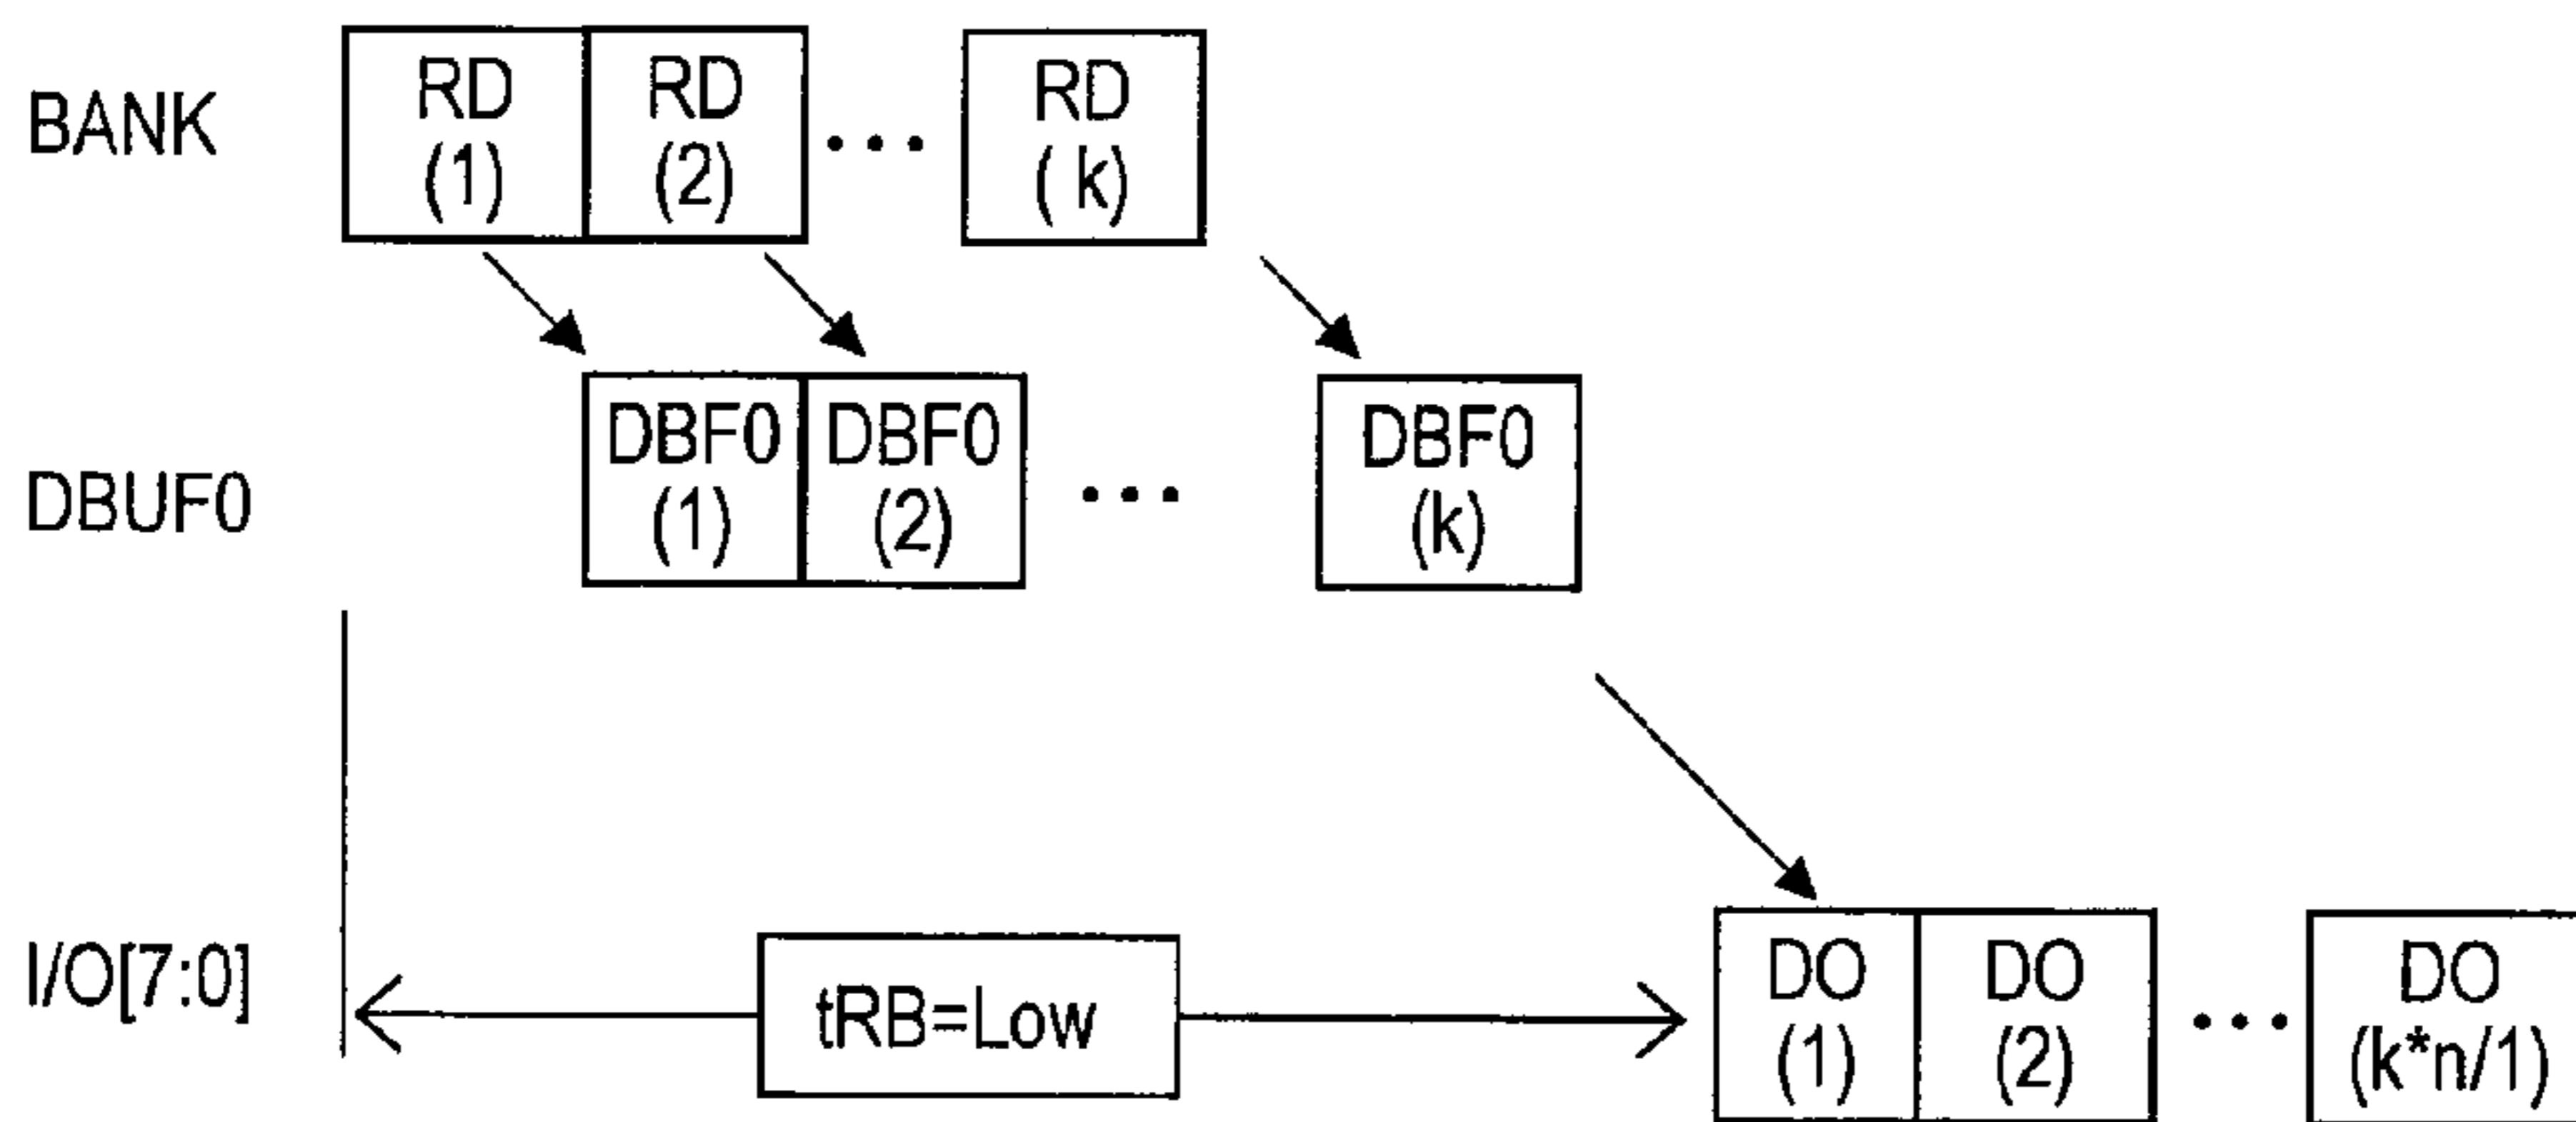 BANK
RD
(1)
RD
(2)
RD
( k)
DBUF0
DBF0
(1)
DBF0
(2)
DBF0
(k)
I/O[7:0]
tRB=Low
DO
(1)
DO
(2)
DO
(k*n/1)